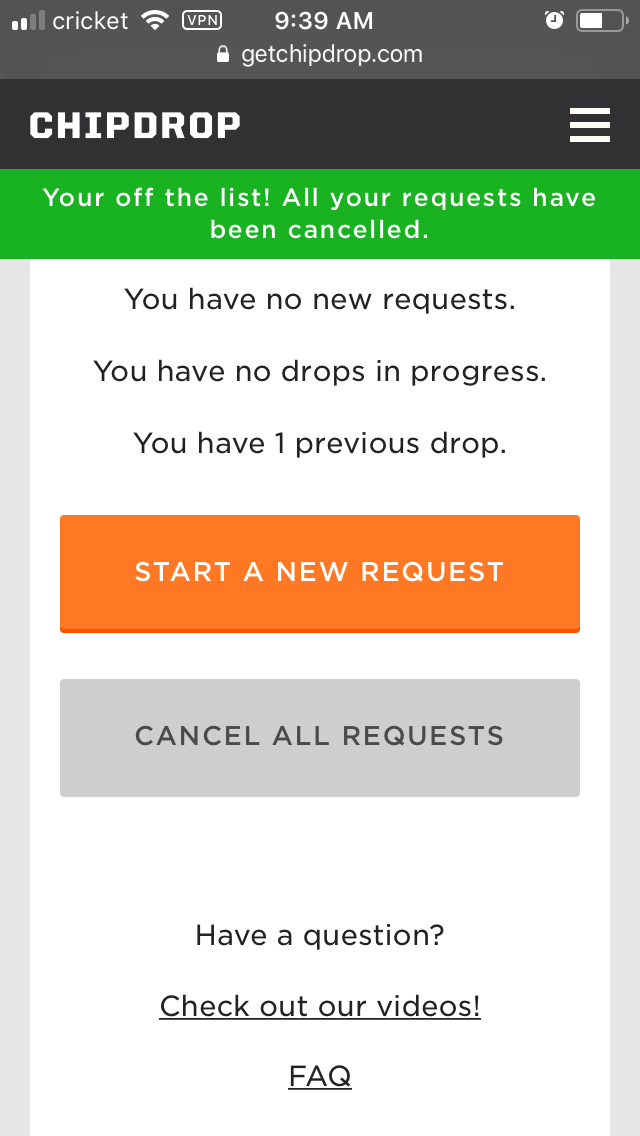 cricket VPN 9:39 AM
getchipdrop.com
CHIPDROP
Your off the list! All your requests have
been cancelled.
You have no new requests.
You have no drops in progress.
You have 1 previous drop.
START A NEW REQUEST
CANCEL ALL REQUESTS
Have a question?
Check out our videos!
FAQ